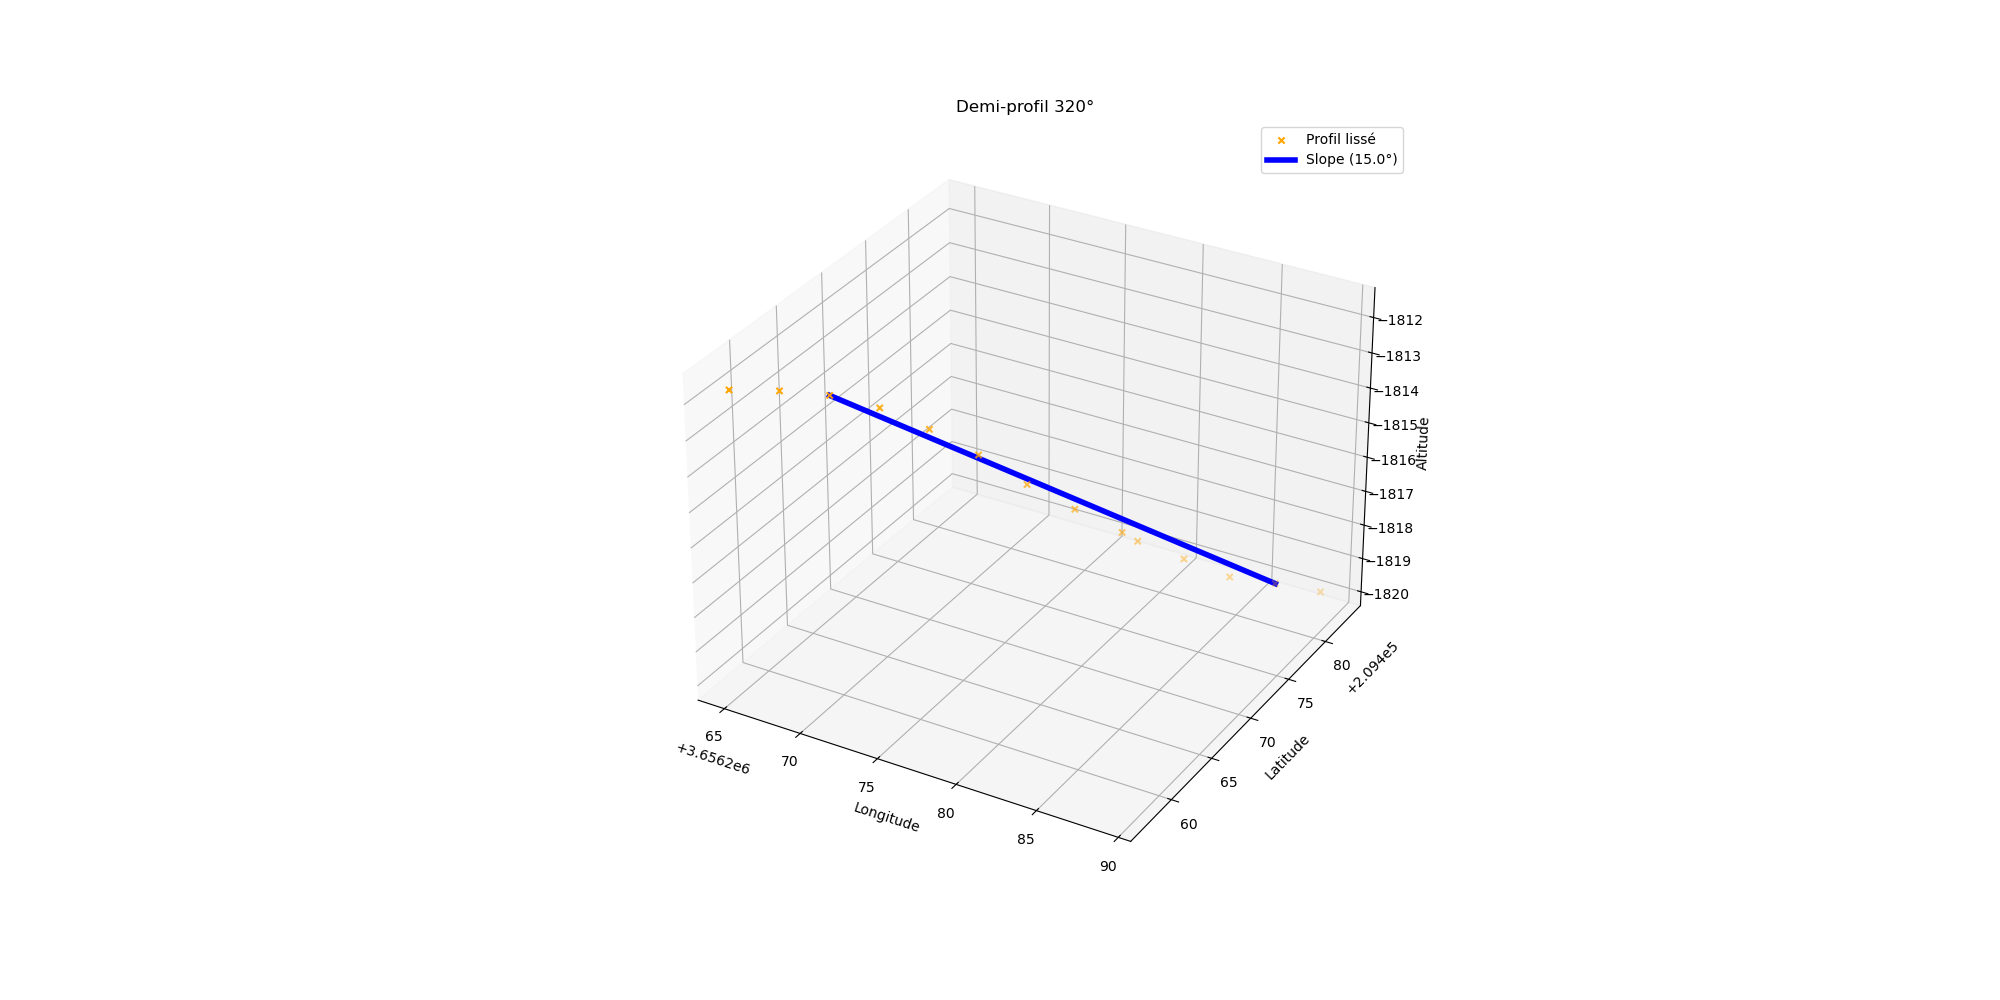 Demi-profil 320°
Profil lissé
Slope (15.0°)
−1812
−1813
−1814
−1815
−1816
−1817
−1818
−1819
−1820
Altitude
80
75
70
65
60
+2.094e5
Latitude
65
70
75
80
85
90
+3.6562e6
Longitude